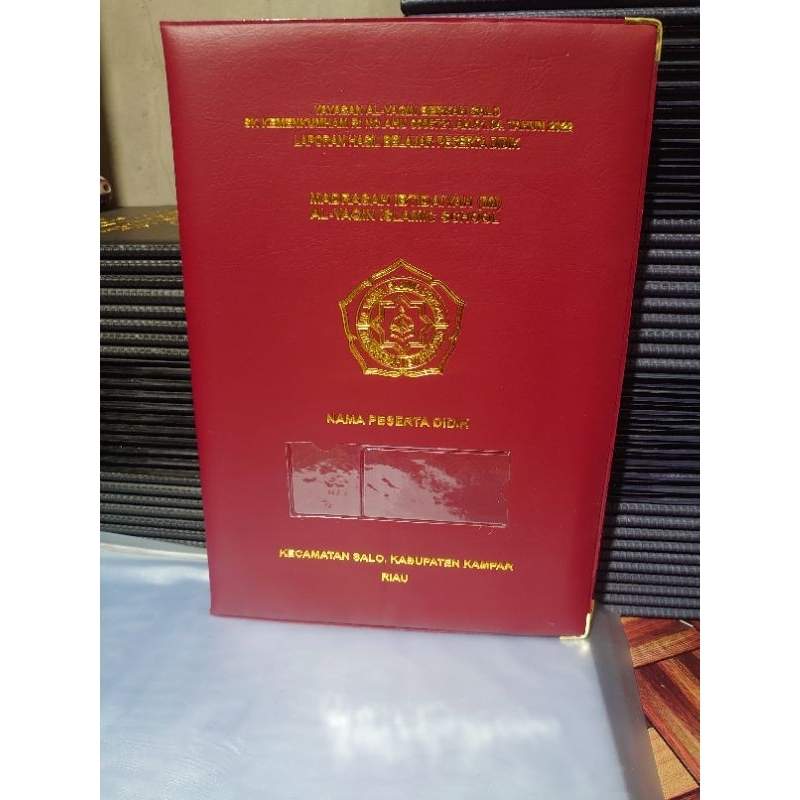 YAYASAN AL-YAQIN BERKAH SALO
SK KEMENKUMHAM RI NO.AHU TAHUN
LAPORAN HASIL BELAJAR PESERTA DIDIK
MADRASAH IBTIDAIYAH (MI)
AL-YAQIN ISLAMIC SCHOOL
NAMA PESERTA DIDIK
KECAMATAN SALO, KABUPATEN KAMPAR
RIAU